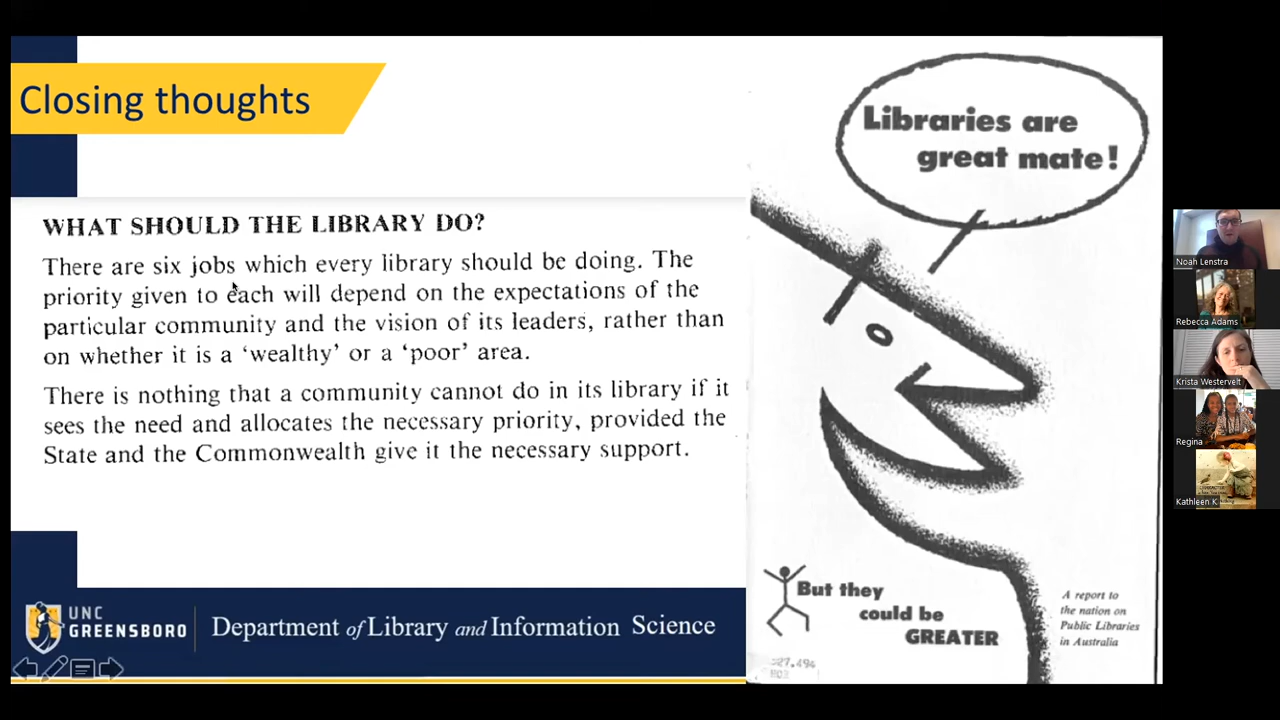 Closing thoughts
WHAT SHOULD THE LIBRARY DO?
There are six jobs which every library should be doing. The
priority given to each will depend on the expectations of the
particular community and the vision of its leaders, rather than
on whether it is a ‘wealthy’ or a ‘poor’ area.
There is nothing that a community cannot do in its library if it
sees the need and allocates the necessary priority, provided the
State and the Commonwealth give it the necessary support.
UNC
GREENSBORO
Department of Library and Information Science
Libraries are
great mate!
But they
could be
GREATER
A report to
the nation on
Public Libraries
in Australia
Noah Lenstra
Rebecca Adams
Krista Westervelt
Regina
Kathleen K.